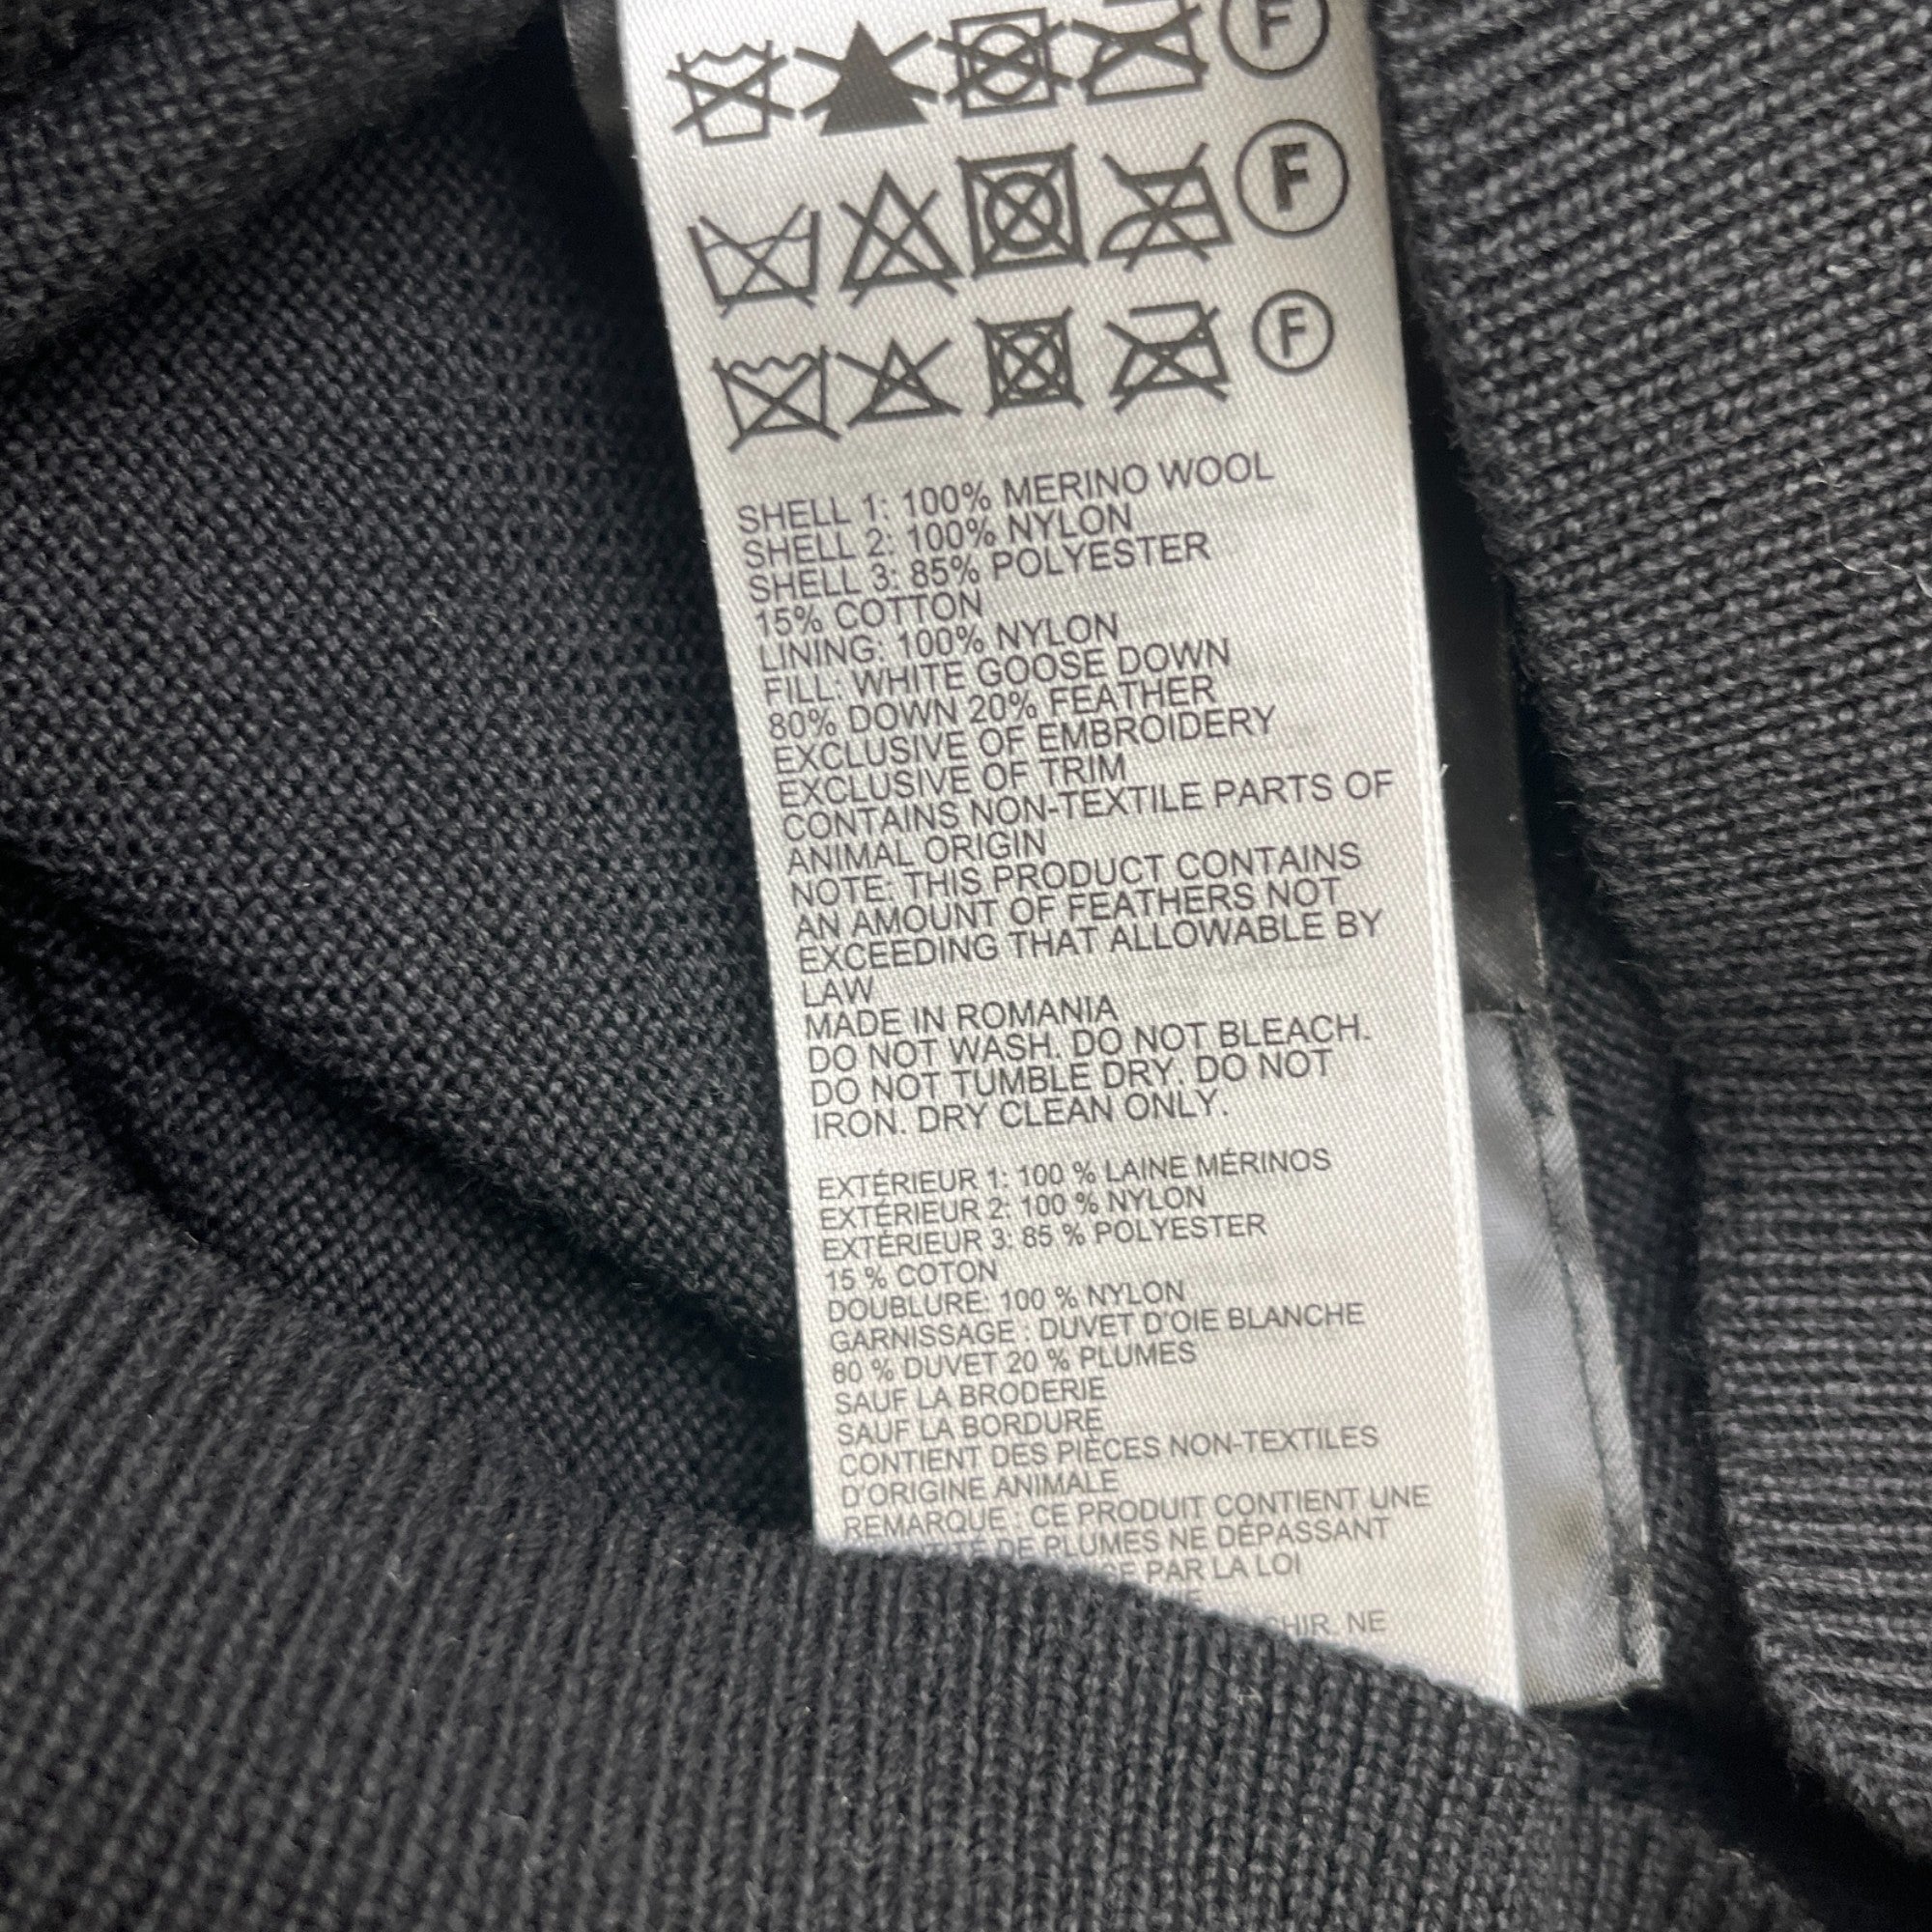 F
F
F
SHELL 1: 100% MERINO WOOL
SHELL 2: 100% NYLON
SHELL 3: 85% POLYESTER
15% COTTON
LINING: 100% NYLON
FILL: WHITE GOOSE DOWN
80% DOWN 20% FEATHER
EXCLUSIVE OF EMBROIDERY
EXCLUSIVE OF TRIM
CONTAINS NON-TEXTILE PARTS OF
ANIMAL ORIGIN
NOTE: THIS PRODUCT CONTAINS
AN AMOUNT OF FEATHERS NOT
EXCEEDING THAT ALLOWABLE BY
LAW
MADE IN ROMANIA
DO NOT WASH. DO NOT BLEACH.
DO NOT TUMBLE DRY. DO NOT
IRON. DRY CLEAN ONLY.
EXTÉRIEUR 1: 100 % LAINE MÉRINOS
EXTÉRIEUR 2: 100 % NYLON
EXTÉRIEUR 3: 85 % POLYESTER
15 % COTON
DOUBLURE: 100 % NYLON
GARNISSAGE : DUVET D'OIE BLANCHE
80 % DUVET 20 % PLUMES
SAUF LA BRODERIE
SAUF LA BORDURE
CONTIENT DES PIÈCES NON-TEXTILES
D'ORIGINE ANIMALE
REMARQUE : CE PRODUIT CONTIENT UNE
DE PLUMES NE DÉPASSANT
PAR LA LOI
NE